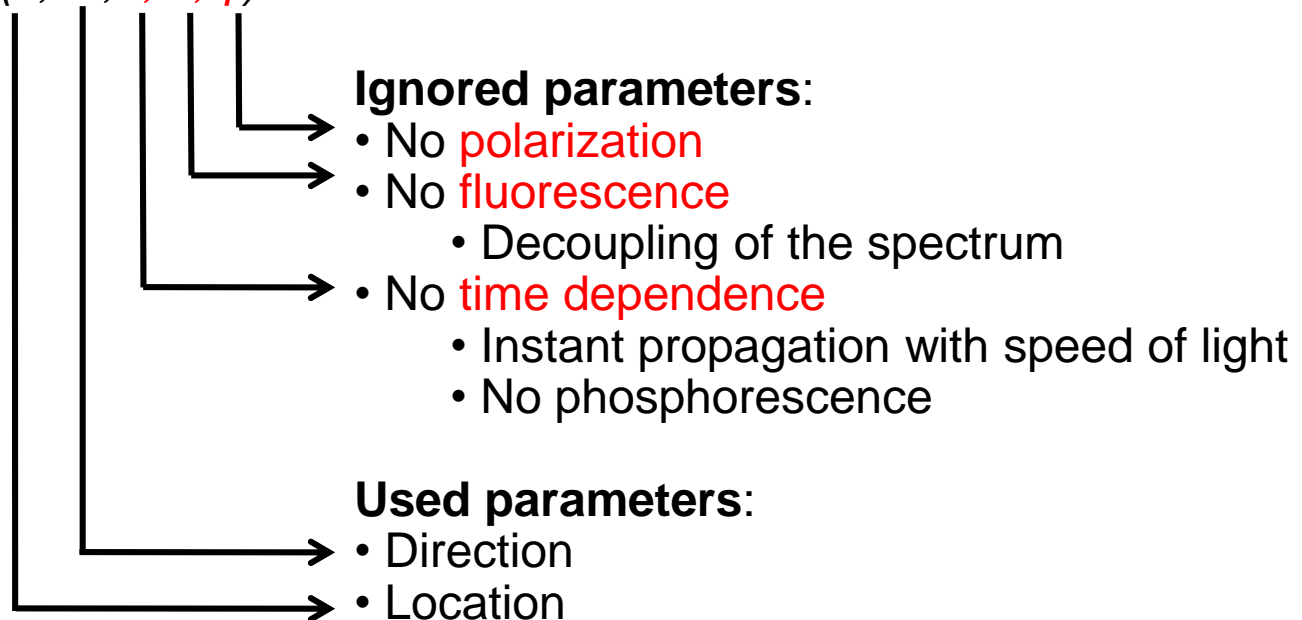 Ignored parameters:
• No polarization
• No fluorescence
• Decoupling of the spectrum
• No time dependence
• Instant propagation with speed of light
• No phosphorescence
Used parameters:
• Direction
• Location